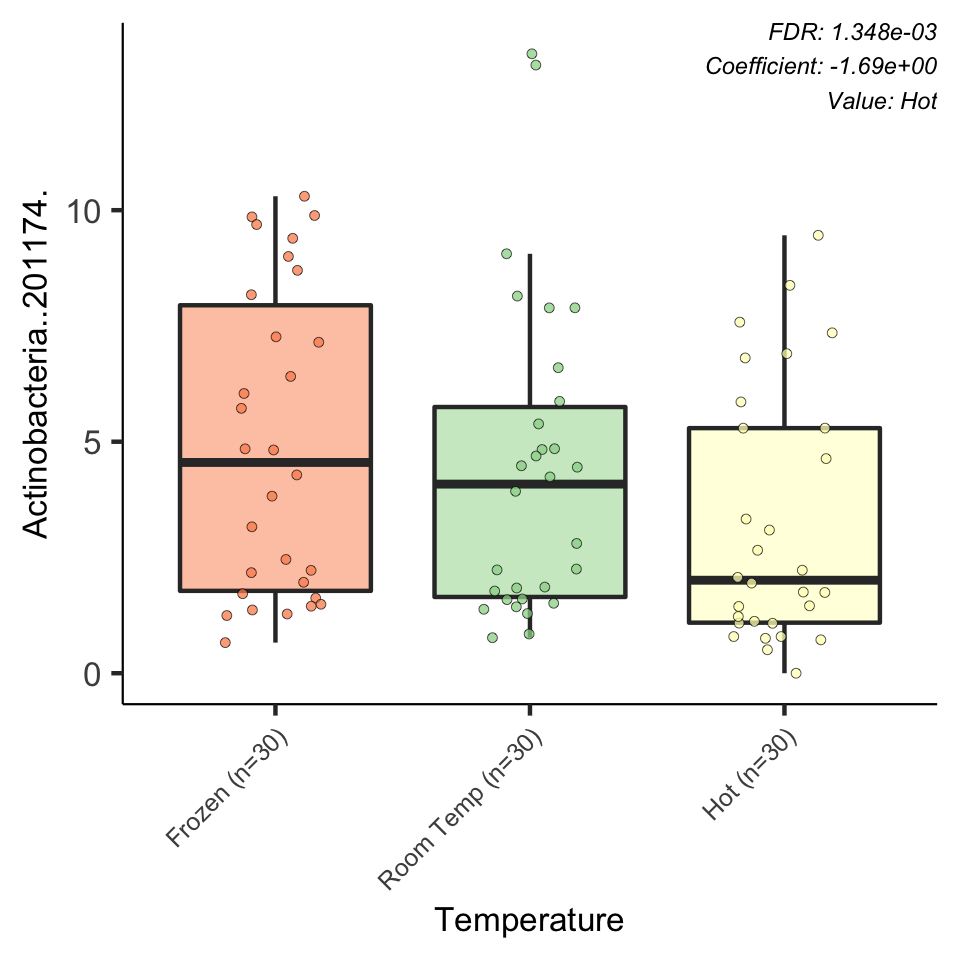 FDR: 1.348e-03
Coefficient: -1.69e+00
Value: Hot
Actinobacteria..201174.
10
5
0
Frozen (n=30)
Room Temp (n=30)
Hot (n=30)
Temperature